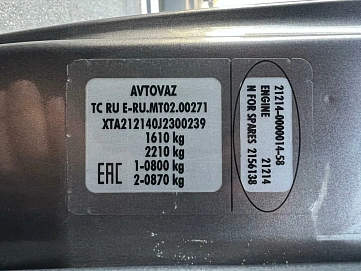 AVTOVAZ
TC RU E-RU.MT02.00271
XTA212140J2300239
1610 kg
2210 kg
1-0800 kg
2-0870 kg
EAC
21214-0000014-58
ENGINE 21214
N FOR SPARES 2156138